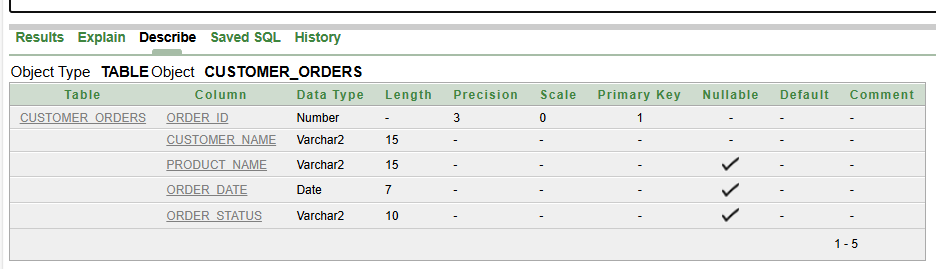 Results Explain Describe Saved SQL History
Object Type TABLE Object CUSTOMER_ORDERS
Table Column Data Type Length Precision Scale Primary Key Nullable Default Comment
CUSTOMER_ORDERS ORDER_ID Number - 3 0 1 - - -
CUSTOMER_NAME Varchar2 15 - - - - - -
PRODUCT_NAME Varchar2 15 - - - ✓ - -
ORDER_DATE Date 7 - - - ✓ - -
ORDER_STATUS Varchar2 10 - - - ✓ - -
1 - 5